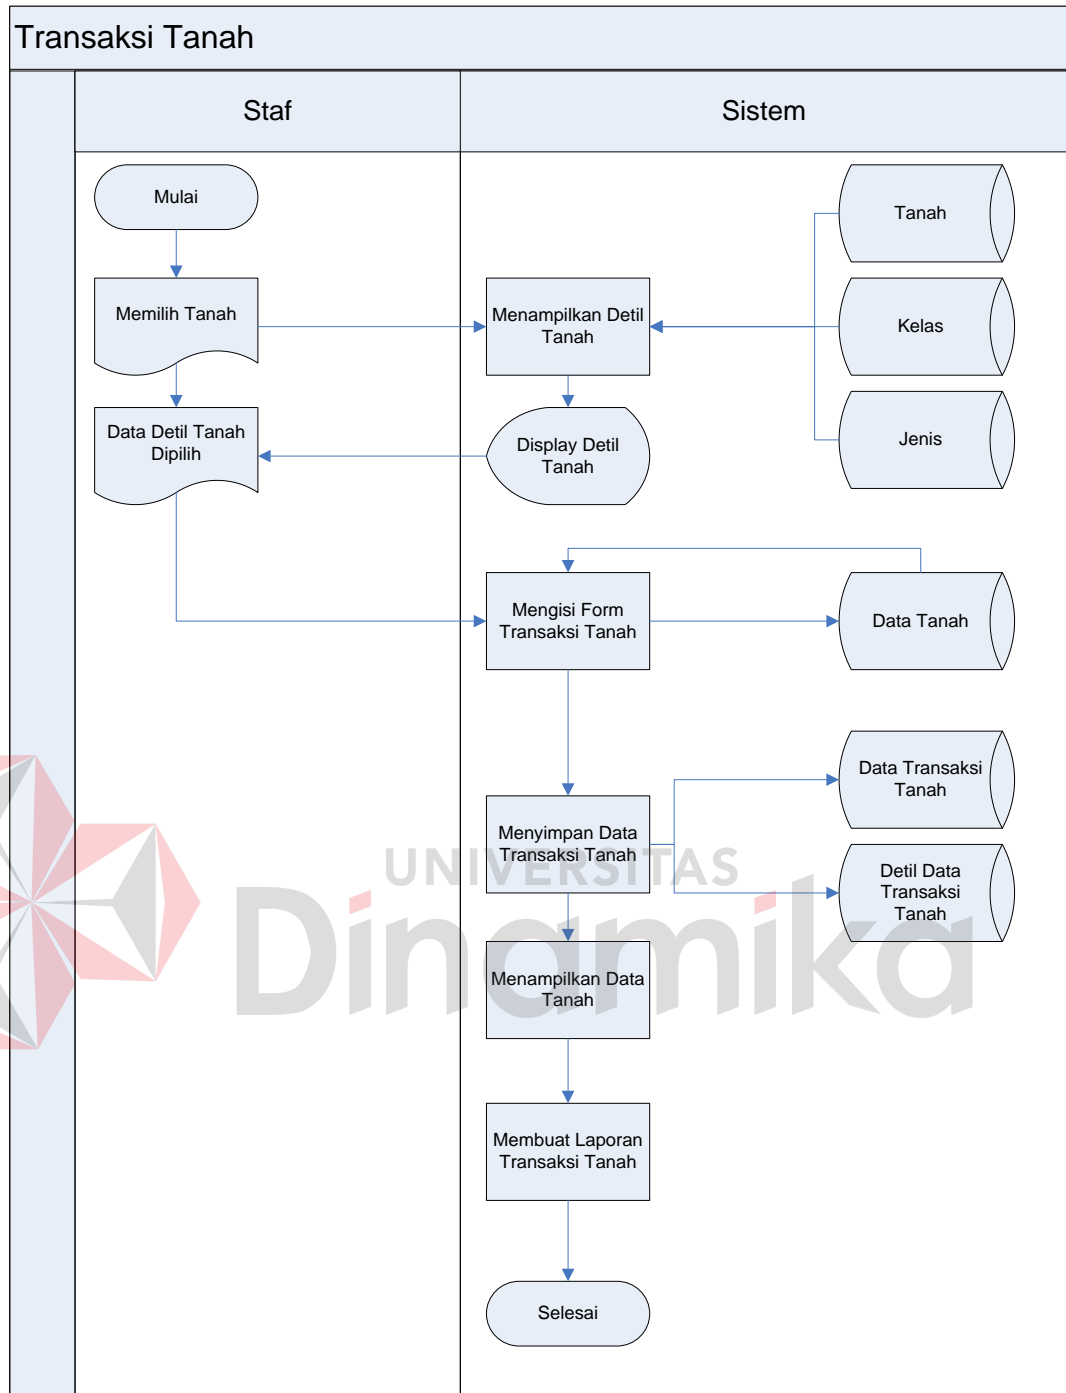 Transaksi Tanah
Staf
Sistem
Mulai
Tanah
Memilih Tanah
Menampilkan Detil
Tanah
Kelas
Data Detil Tanah
Dipilih
Display Detil
Tanah
Jenis
Mengisi Form
Transaksi Tanah
Data Tanah
Data Transaksi
Tanah
Menyimpan Data
Transaksi Tanah
Detil Data
Transaksi
Tanah
UNIVERSITAS
Dinamika
Menampilkan Data
Tanah
Membuat Laporan
Transaksi Tanah
Selesai